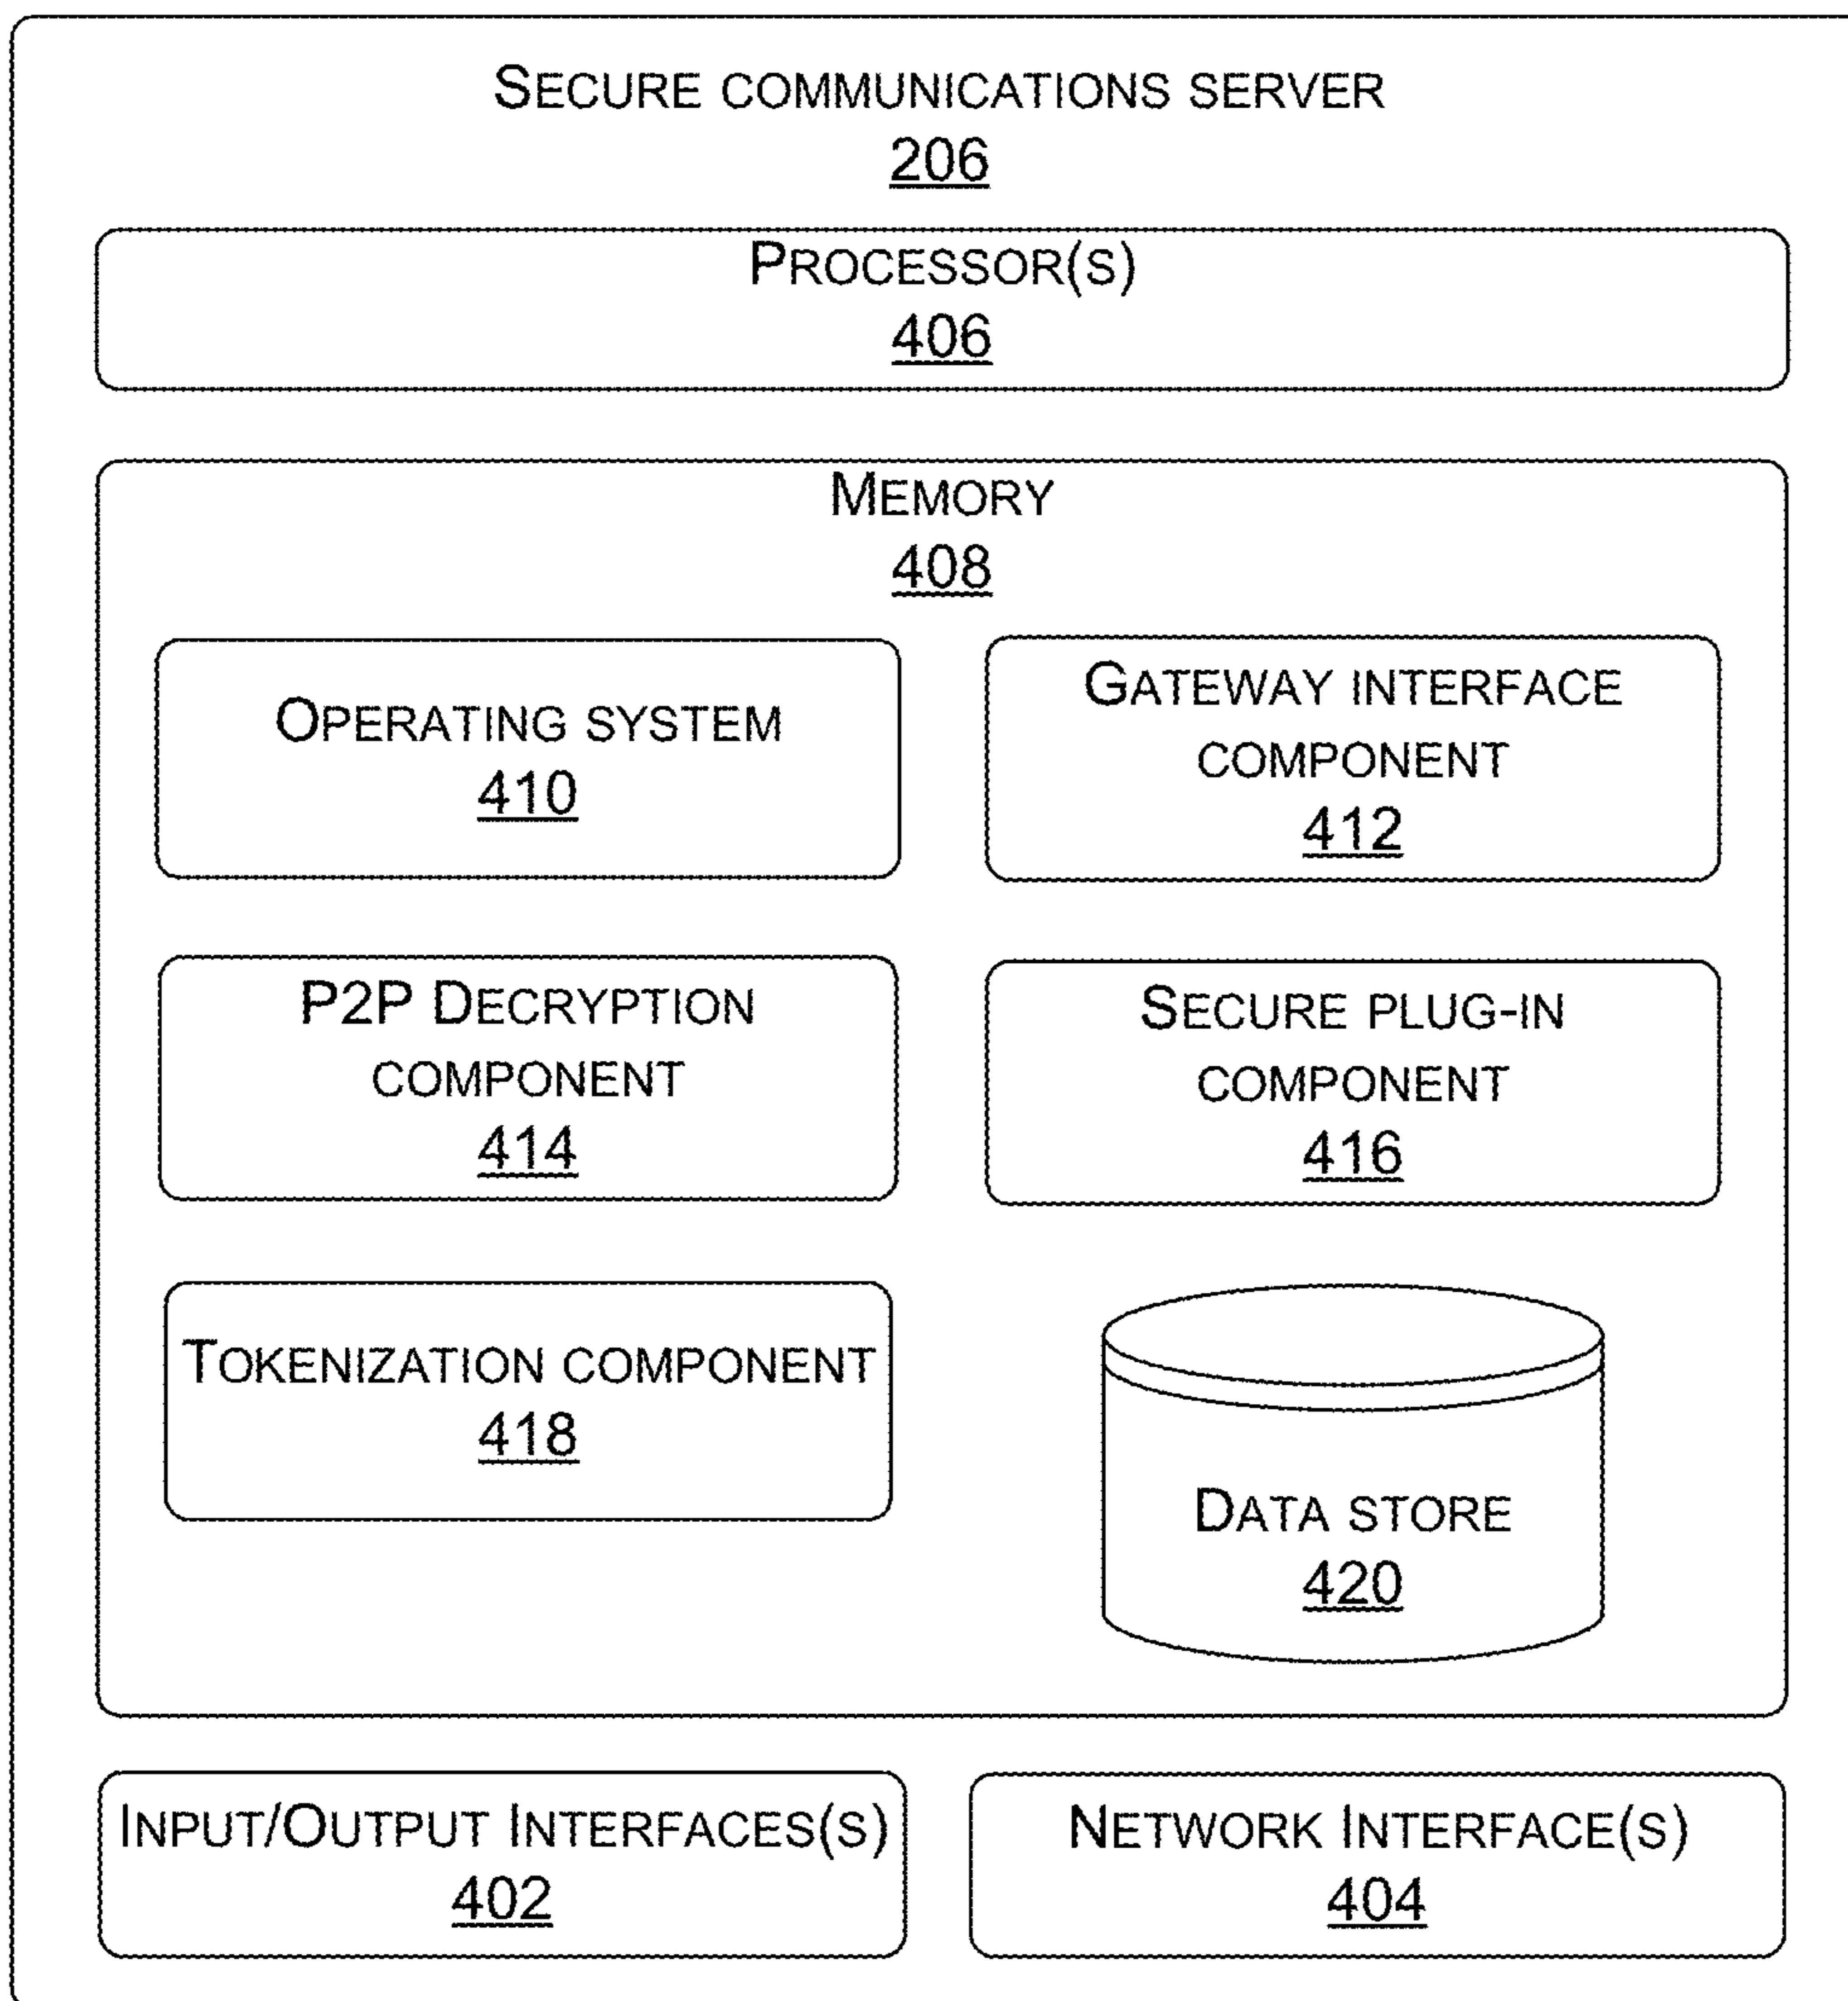 SECURE COMMUNICATIONS SERVER
206
PROCESSOR(S)
406
MEMORY
408
OPERATING SYSTEM
410
GATEWAY INTERFACE
COMPONENT
412
P2P DECRYPTION
COMPONENT
414
SECURE PLUG-IN
COMPONENT
416
TOKENIZATION COMPONENT
418
DATA STORE
420
INPUT/OUTPUT INTERFACES(S)
402
NETWORK INTERFACE(S)
404